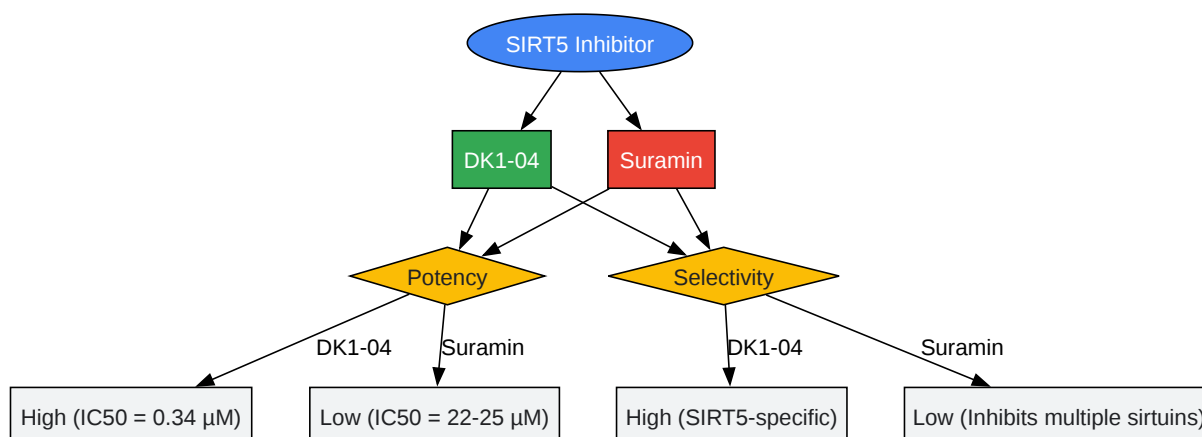 SIRT5 Inhibitor
DK1-04
Suramin
Potency
Selectivity
DK1-04
Suramin
DK1-04
Suramin
High (IC50 = 0.34 µM)
Low (IC50 = 22-25 µM)
High (SIRT5-specific)
Low (Inhibits multiple sirtuins)